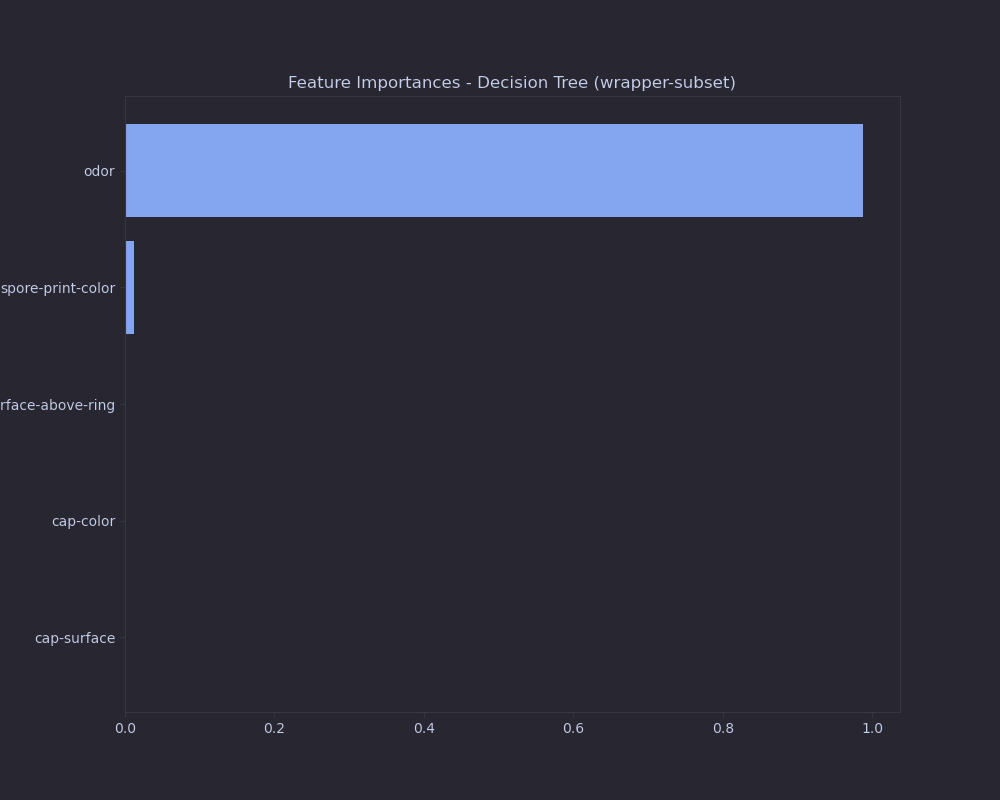 Feature Importances - Decision Tree (wrapper-subset)
odor
spore-print-color
rface-above-ring
cap-color
cap-surface
0.0 0.2 0.4 0.6 0.8 1.0